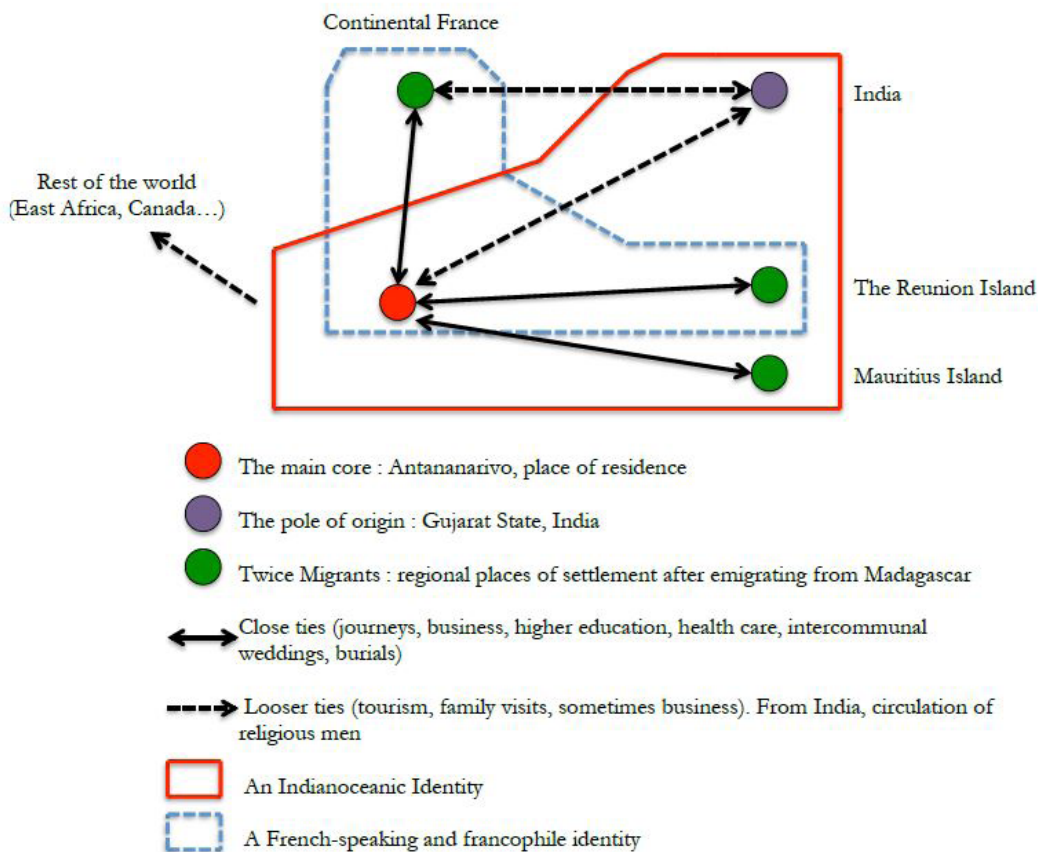 Continental France
India
Rest of the world
(East Africa, Canada…)
The Reunion Island
Mauritius Island
The main core : Antananarivo, place of residence
The pole of origin : Gujarat State, India
Twice Migrants : regional places of settlement after emigrating from Madagascar
Close ties (journeys, business, higher education, health care, intercommunal
weddings, burials)
Looser ties (tourism, family visits, sometimes business). From India, circulation of
religious men
An Indianoceanic Identity
A French-speaking and francophile identity